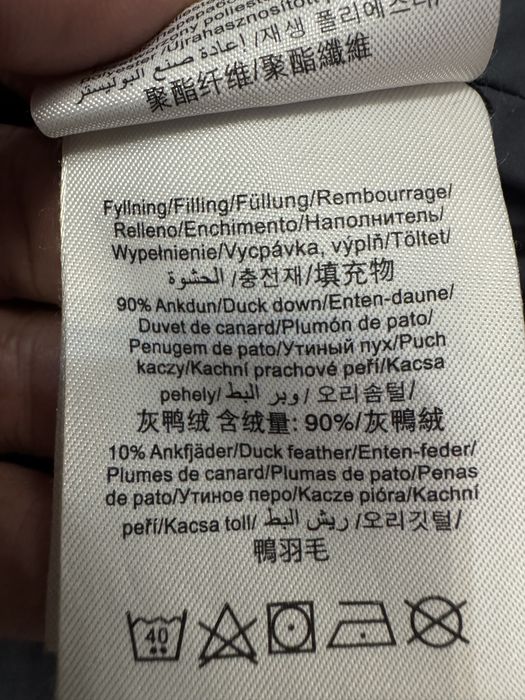 /Újrahasznosított
/إعادة صنع البوليستر /재생 폴리에스테
聚酯纤维/聚酯纖維
Fyllning/Filling/Füllung/Rembourrage/
Relleno/Enchimento/Наполнитель/
Wypełnienie/Vycpávka, výplň/Töltet/
الحشوة /충전재/填充物
90% Ankdun/Duck down/Enten-daune/
Duvet de canard/Plumón de pato/
Penugem de pato/Утиный пух/Puch
kaczy/Kachní prachové peří/Kacsa
pehely/ وبر البط / 오리솜털/
灰鸭绒 含绒量: 90%/灰鴨絨
10% Ankfjäder/Duck feather/Enten-feder/
Plumes de canard/Plumas de pato/Penas
de pato/Утиное перо/Kacze pióra/Kachní
peří/Kacsa toll/ ريش البط /오리깃털/
鴨羽毛
40